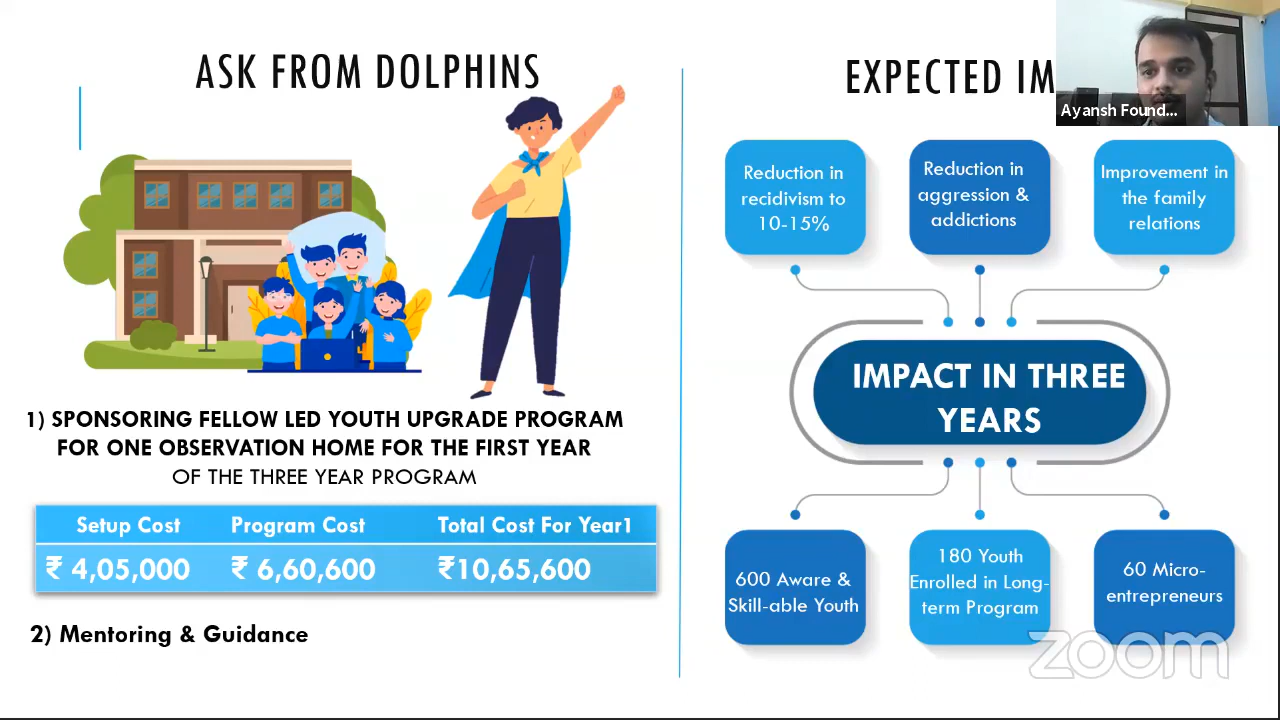 ASK FROM DOLPHINS
1) SPONSORING FELLOW LED YOUTH UPGRADE PROGRAM
FOR ONE OBSERVATION HOME FOR THE FIRST YEAR
OF THE THREE YEAR PROGRAM
Setup Cost Program Cost Total Cost For Year1
₹ 4,05,000 ₹ 6,60,600 ₹10,65,600
2) Mentoring & Guidance
EXPECTED IM
Ayansh Found...
Reduction in
recidivism to
10-15%
Reduction in
aggression &
addictions
Improvement in
the family
relations
IMPACT IN THREE
YEARS
600 Aware &
Skill-able Youth
180 Youth
Enrolled in Long-
term Program
60 Micro-
entrepreneurs
zoom